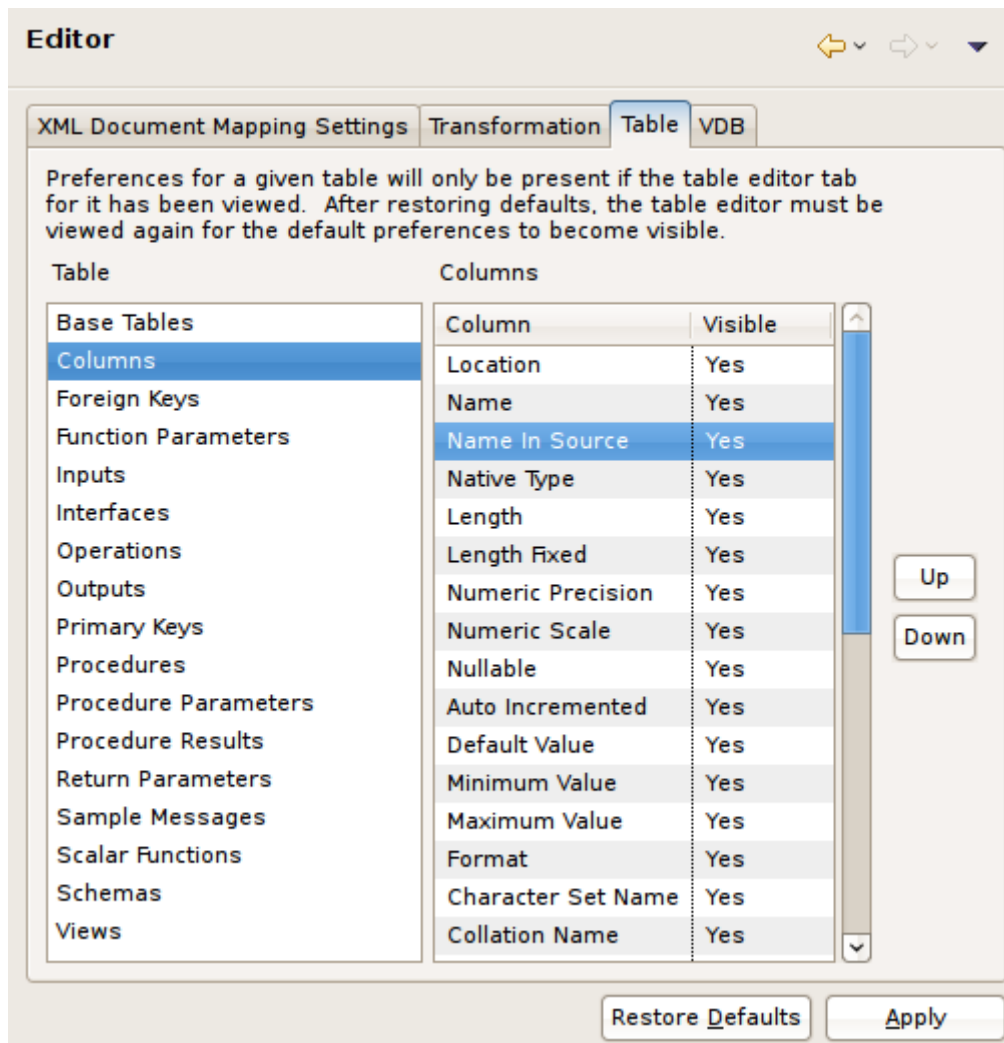 Editor
XML Document Mapping Settings Transformation Table VDB
Preferences for a given table will only be present if the table editor tab
for it has been viewed.  After restoring defaults, the table editor must be
viewed again for the default preferences to become visible.
Table
Base Tables
Columns
Foreign Keys
Function Parameters
Inputs
Interfaces
Operations
Outputs
Primary Keys
Procedures
Procedure Parameters
Procedure Results
Return Parameters
Sample Messages
Scalar Functions
Schemas
Views
Columns
Column Visible
Location Yes
Name Yes
Name In Source Yes
Native Type Yes
Length Yes
Length Fixed Yes
Numeric Precision Yes
Numeric Scale Yes
Nullable Yes
Auto Incremented Yes
Default Value Yes
Minimum Value Yes
Maximum Value Yes
Format Yes
Character Set Name Yes
Collation Name Yes
Up
Down
Restore Defaults Apply